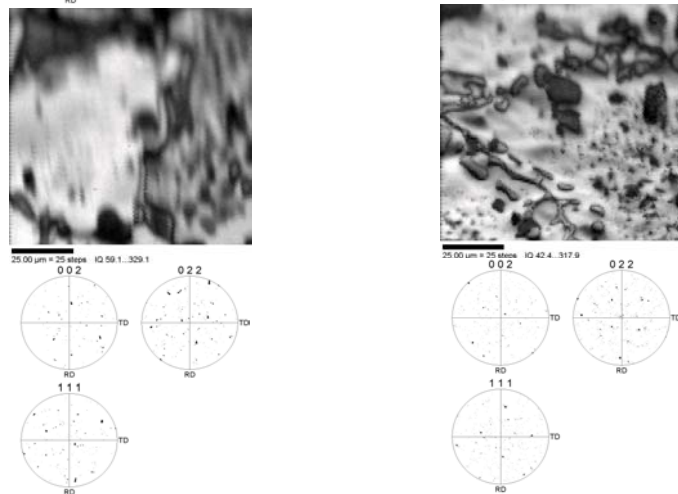 RD
25.00 µm = 25 steps IQ 59.1...329.1
0 0 2
0 2 2
TD
TD
RD
RD
1 1 1
TD
RD
25.00 µm = 25 steps IQ 42.4...317.9
0 0 2
0 2 2
TD
TD
RD
RD
1 1 1
TD
RD